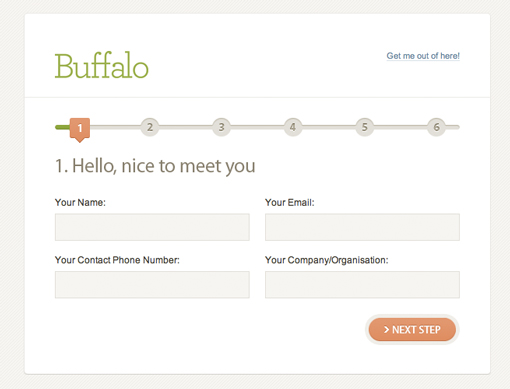 Buffalo
Get me out of here!
1 2 3 4 5 6
1. Hello, nice to meet you
Your Name: Your Email:
Your Contact Phone Number: Your Company/Organisation:
> NEXT STEP